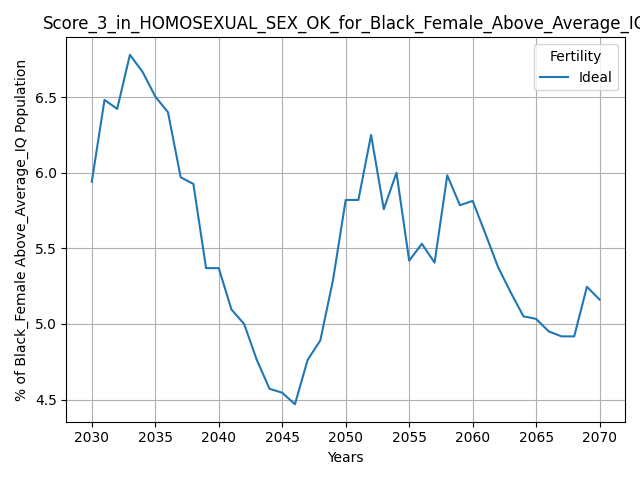 Score_3_in_HOMOSEXUAL_SEX_OK_for_Black_Female_Above_Average_IQ
Fertility
Ideal
% of Black_Female Above_Average_IQ Population
6.5
6.0
5.5
5.0
4.5
2030 2035 2040 2045 2050 2055 2060 2065 2070
Years